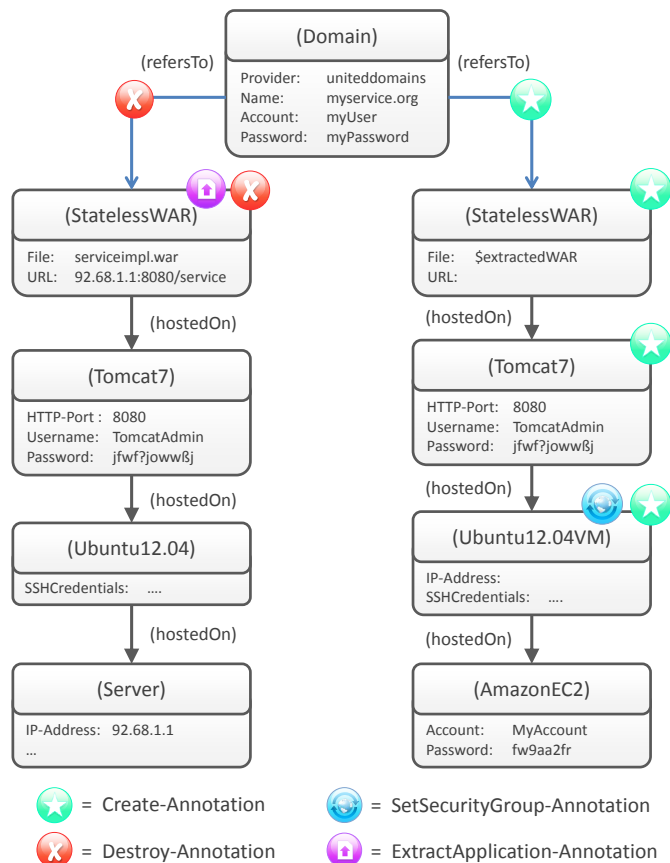 (Domain)
(refersTo)
(refersTo)
Provider: uniteddomains
Name: myservice.org
Account: myUser
Password: myPassword
(StatelessWAR)
File: serviceimpl.war
URL: 92.68.1.1:8080/service
(hostedOn)
(Tomcat7)
HTTP-Port : 8080
Username: TomcatAdmin
Password: jfwf?jowwßj
(hostedOn)
(Ubuntu12.04)
SSHCredentials: ....
(hostedOn)
(Server)
IP-Address: 92.68.1.1
...
(StatelessWAR)
File: $extractedWAR
URL:
(hostedOn)
(Tomcat7)
HTTP-Port: 8080
Username: TomcatAdmin
Password: jfwf?jowwßj
(hostedOn)
(Ubuntu12.04VM)
IP-Address:
SSHCredentials: ....
(hostedOn)
(AmazonEC2)
Account: MyAccount
Password: fw9aa2fr
= Create-Annotation
= SetSecurityGroup-Annotation
= Destroy-Annotation
= ExtractApplication-Annotation